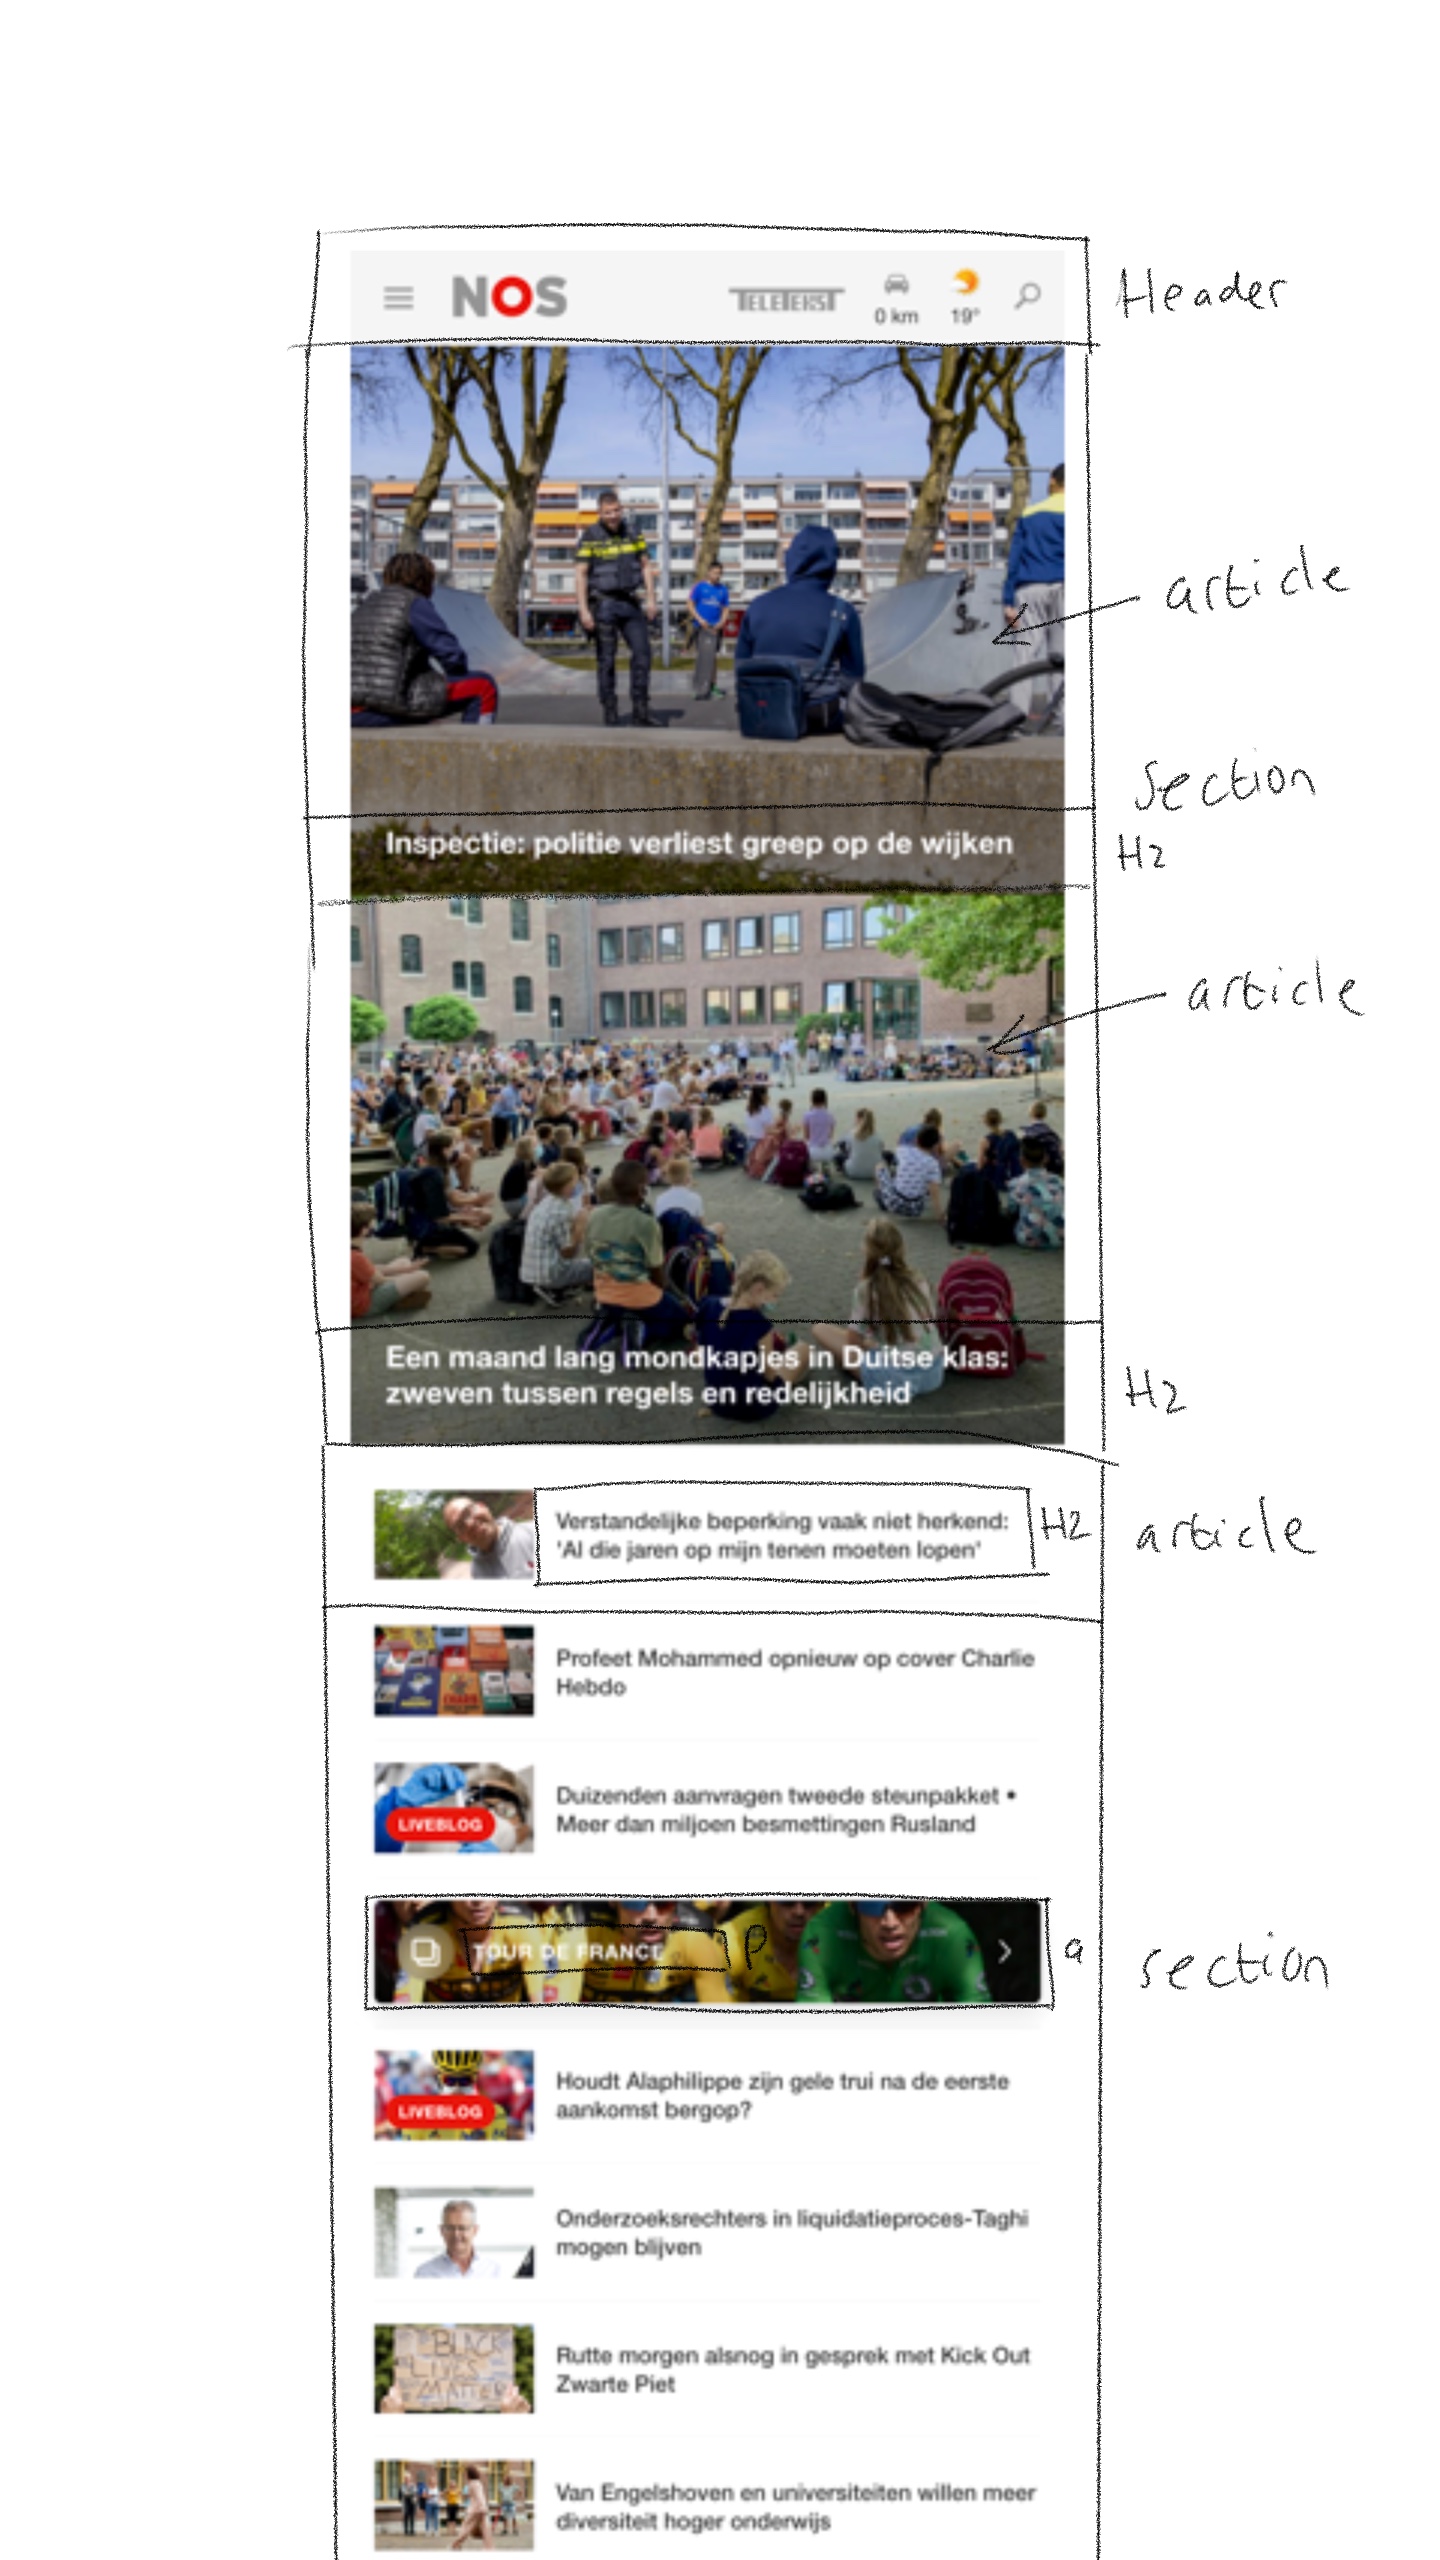 NOS
TELETEKST
0 km
19°
Header
article
Section
Inspectie: politie verliest greep op de wijken
H2
article
Een maand lang mondkapjes in Duitse klas:
zweven tussen regels en redelijkheid
H2
Verstandelijke beperking vaak niet herkend:
'Al die jaren op mijn tenen moeten lopen'
H2
article
Profeet Mohammed opnieuw op cover Charlie
Hebdo
LIVEBLOG
Duizenden aanvragen tweede steunpakket •
Meer dan miljoen besmettingen Rusland
TOUR DE FRANCE
P
a
section
LIVEBLOG
Houdt Alaphilippe zijn gele trui na de eerste
aankomst bergop?
Onderzoeksrechters in liquidatieproces-Taghi
mogen blijven
BLACK
LIVES
MATTER
Rutte morgen alsnog in gesprek met Kick Out
Zwarte Piet
Van Engelshoven en universiteiten willen meer
diversiteit hoger onderwijs